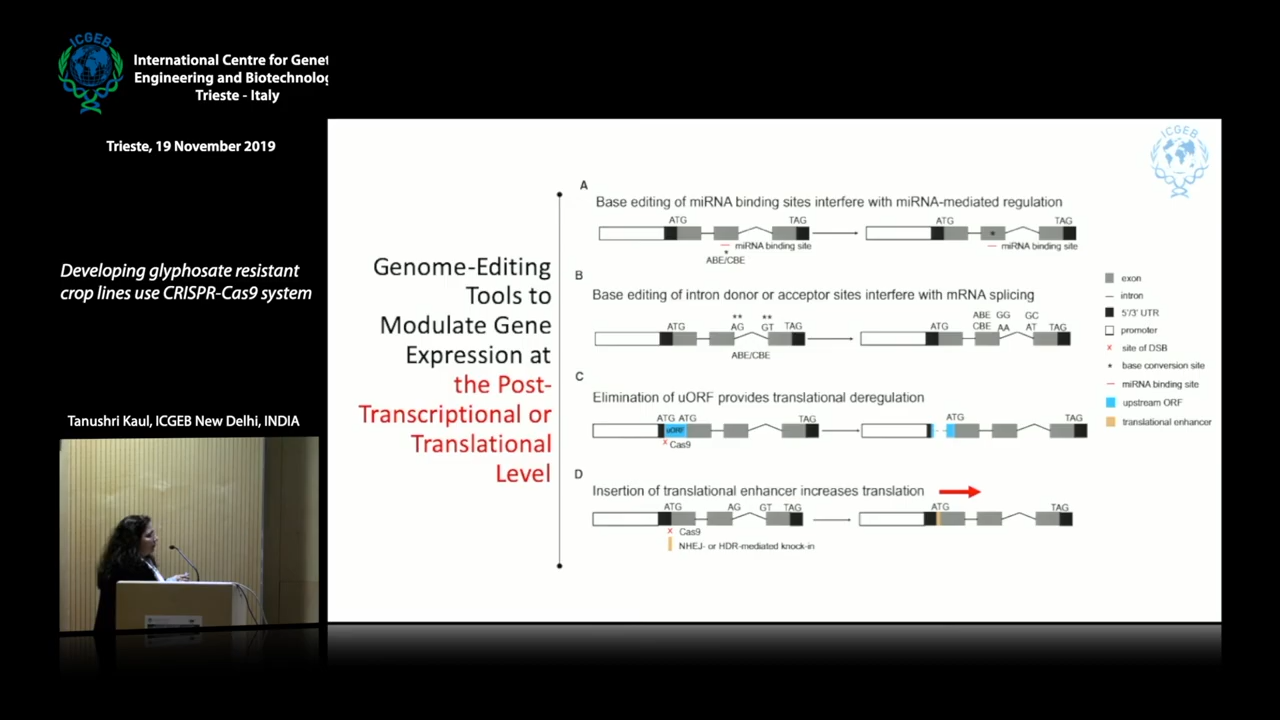 ICGEB
International Centre for Genet
Engineering and Biotechnolog
Trieste - Italy
Trieste, 19 November 2019
Developing glyphosate resistant
crop lines use CRISPR-Cas9 system
Tanushri Kaul, ICGEB New Delhi, INDIA
ICGEB
Genome-Editing
Tools to
Modulate Gene
Expression at
the Post-
Transcriptional or
Translational
Level
A
Base editing of miRNA binding sites interfere with miRNA-mediated regulation
ATG TAG ATG TAG
miRNA binding site miRNA binding site
* *
ABE/CBE
B
Base editing of intron donor or acceptor sites interfere with mRNA splicing
** ** ABE GG GC
ATG AG GT TAG ATG CBE AA AT TAG
ABE/CBE
C
Elimination of uORF provides translational deregulation
ATG ATG TAG ATG TAG
uORF
x Cas9
D
Insertion of translational enhancer increases translation
ATG AG GT TAG ATG TAG
x Cas9
NHEJ- or HDR-mediated knock-in
exon
intron
5'/3' UTR
promoter
x site of DSB
* base conversion site
miRNA binding site
upstream ORF
translational enhancer